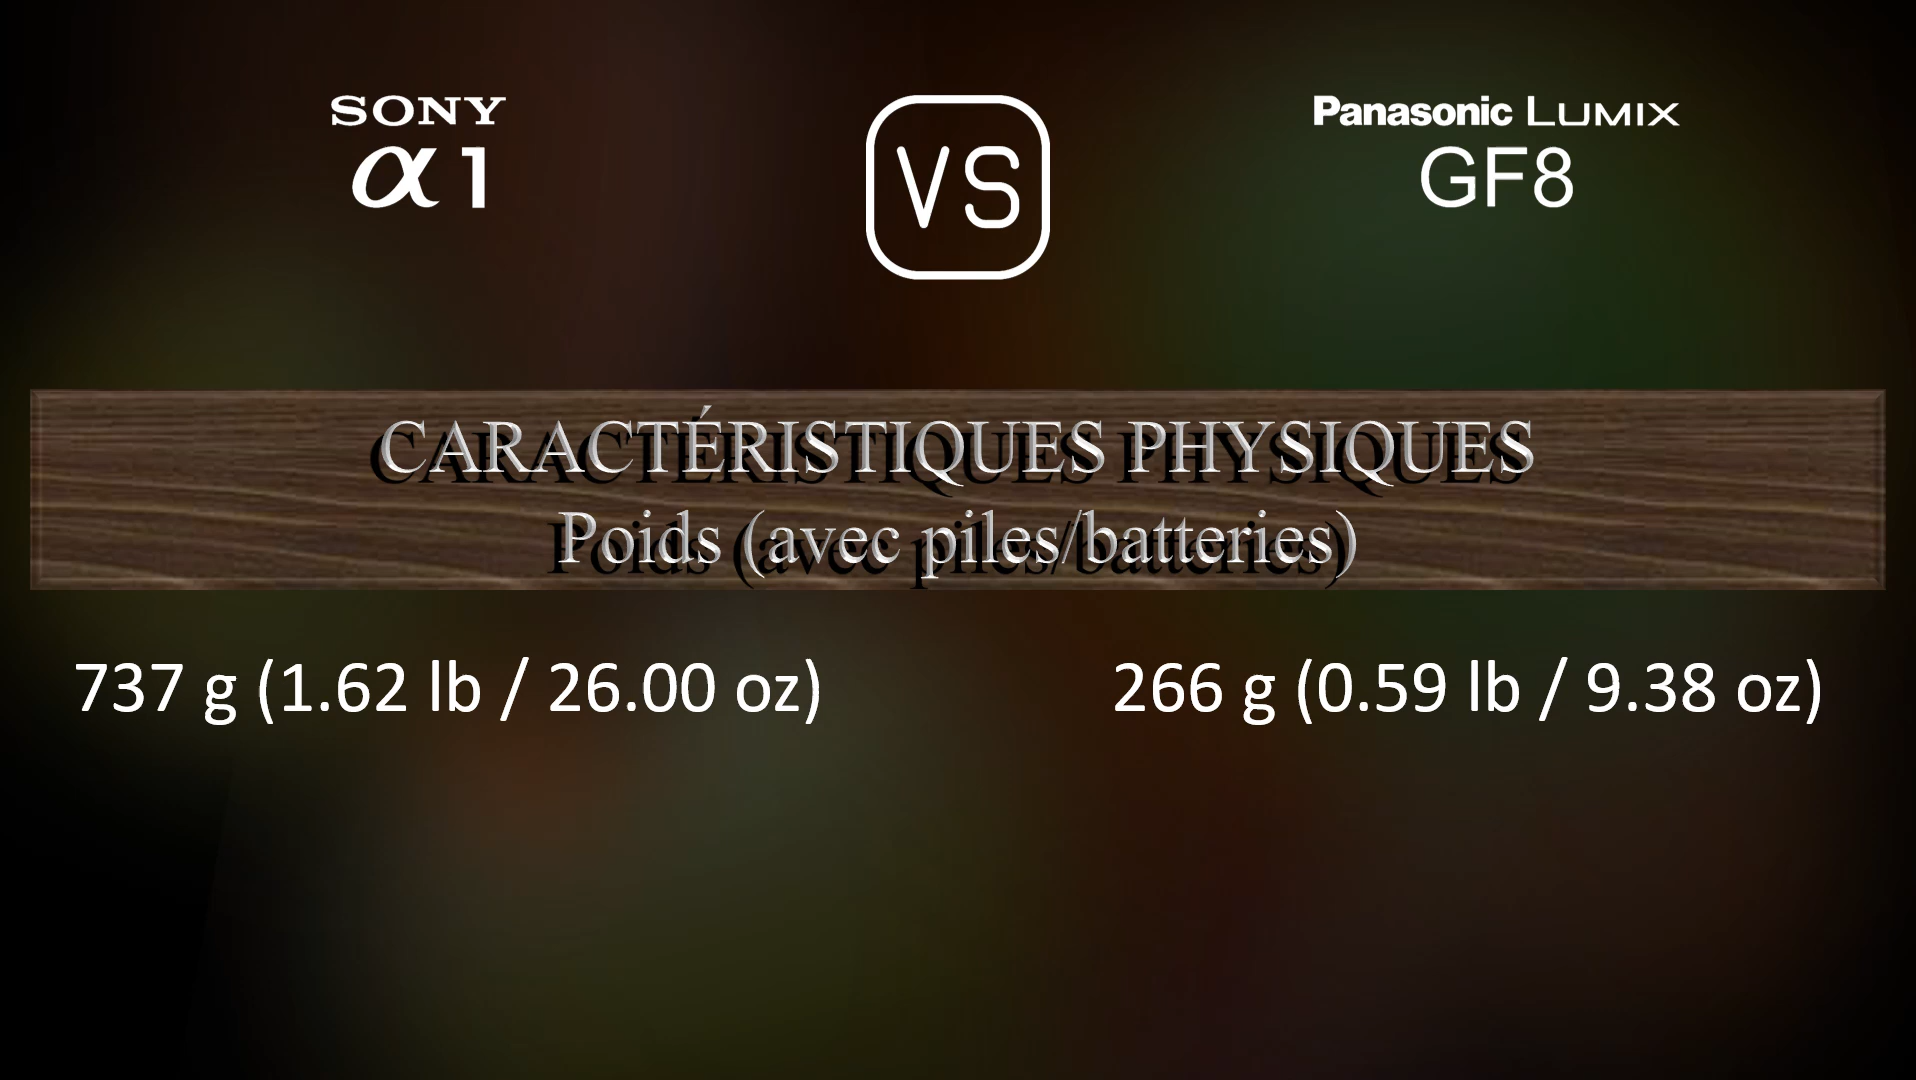 SONY
α1
VS
Panasonic LUMIX
GF8
CARACTÉRISTIQUES PHYSIQUES
Poids (avec piles/batteries)
737 g (1.62 lb / 26.00 oz)
266 g (0.59 lb / 9.38 oz)